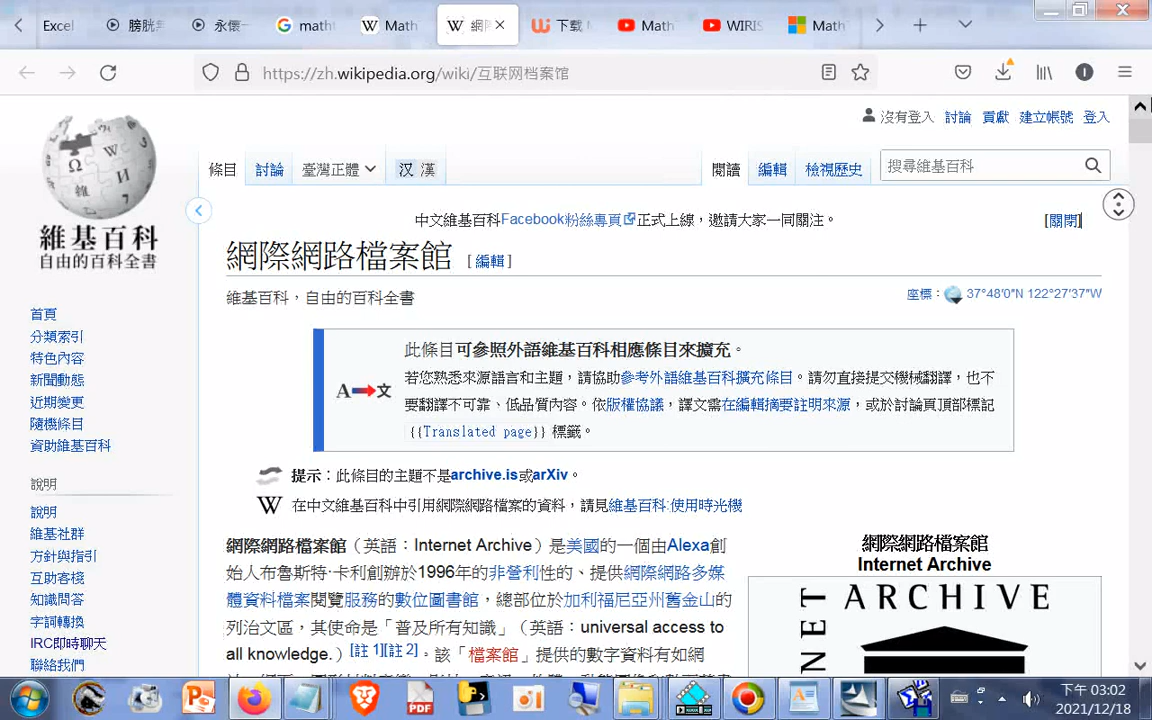 Excel
膀胱
永懷
math
Math
網
下載
Math
WIRIS
Math
https://zh.wikipedia.org/wiki/互联网档案馆
沒有登入 討論 貢獻 建立帳號 登入
條目 討論 臺灣正體 汉 漢 閱讀 編輯 檢視歷史 搜尋維基百科
維基百科
自由的百科全書
中文維基百科Facebook粉絲專頁正式上線，邀請大家一同關注。 [關閉]
網際網路檔案館 [編輯]
維基百科，自由的百科全書
座標：37°48′0″N 122°27′37″W
首頁
分類索引
特色內容
新聞動態
近期變更
隨機條目
資助維基百科
說明
說明
維基社群
方針與指引
互助客棧
知識問答
字詞轉換
IRC即時聊天
聯絡我們
此條目可參照外語維基百科相應條目來擴充。
若您熟悉來源語言和主題，請協助參考外語維基百科擴充條目。請勿直接提交機械翻譯，也不
要翻譯不可靠、低品質內容。依版權協議，譯文需在編輯摘要註明來源，或於討論頁頂部標記
{{Translated page}} 標籤。
A 文
提示：此條目的主題不是archive.is或arXiv。
在中文維基百科中引用網際網路檔案的資料，請見維基百科:使用時光機
網際網路檔案館（英語：Internet Archive）是美國的一個由Alexa創
始人布魯斯特·卡利創辦於1996年的非營利性的、提供網際網路多媒
體資料檔案閱覽服務的數位圖書館，總部位於加利福尼亞州舊金山的
列治文區，其使命是「普及所有知識」（英語：universal access to
all knowledge.）[註 1][註 2]。該「檔案館」提供的數字資料有如網
網際網路檔案館
Internet Archive
ARCHIVE
NET
下午 03:02
2021/12/18